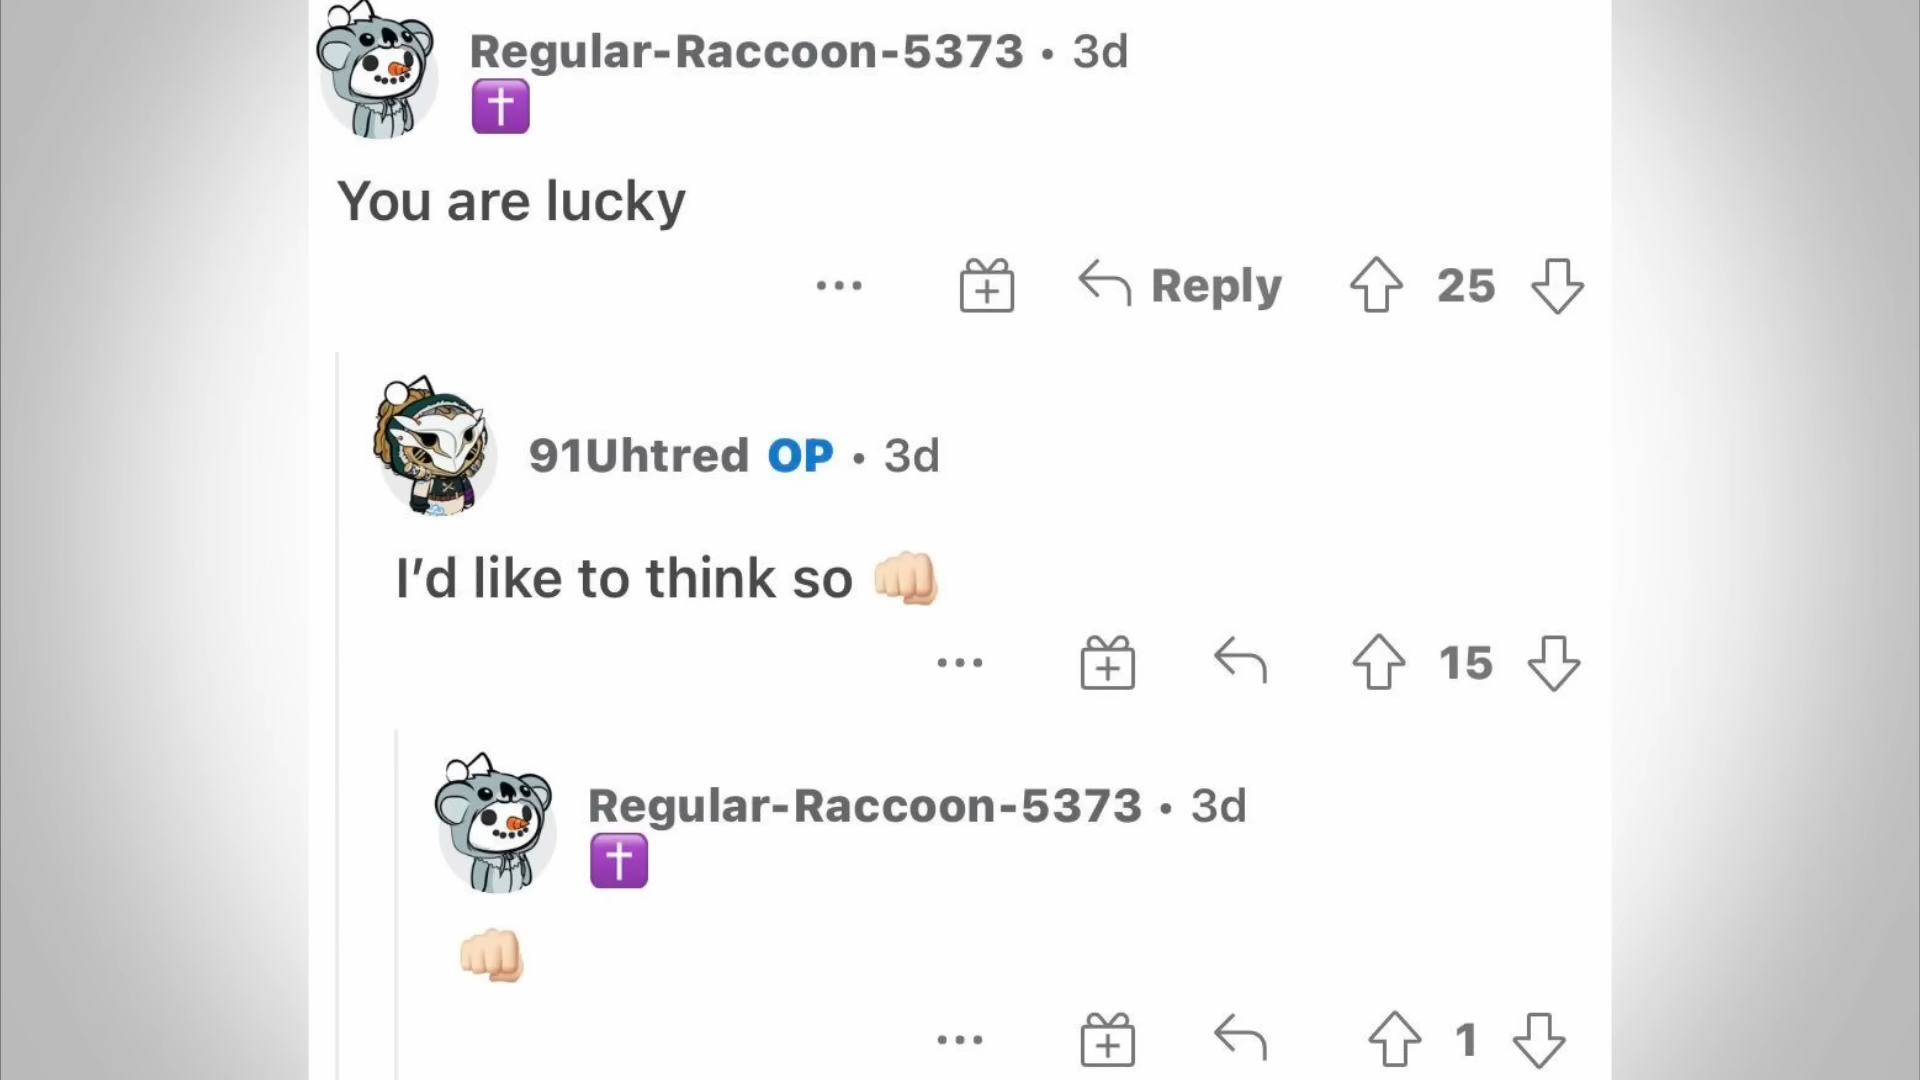 Regular-Raccoon-5373 • 3d
✝️
You are lucky
... Reply 25
91Uhtred OP • 3d
I'd like to think so 👊🏻
... 15
Regular-Raccoon-5373 • 3d
✝️
👊🏻
... 1